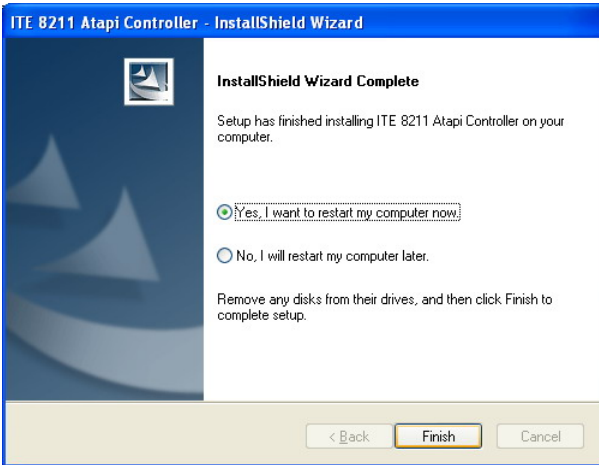 ITE 8211 Atapi Controller - InstallShield Wizard
InstallShield Wizard Complete
Setup has finished installing ITE 8211 Atapi Controller on your
computer.
Yes, I want to restart my computer now.
No, I will restart my computer later.
Remove any disks from their drives, and then click Finish to
complete setup.
< Back Finish Cancel